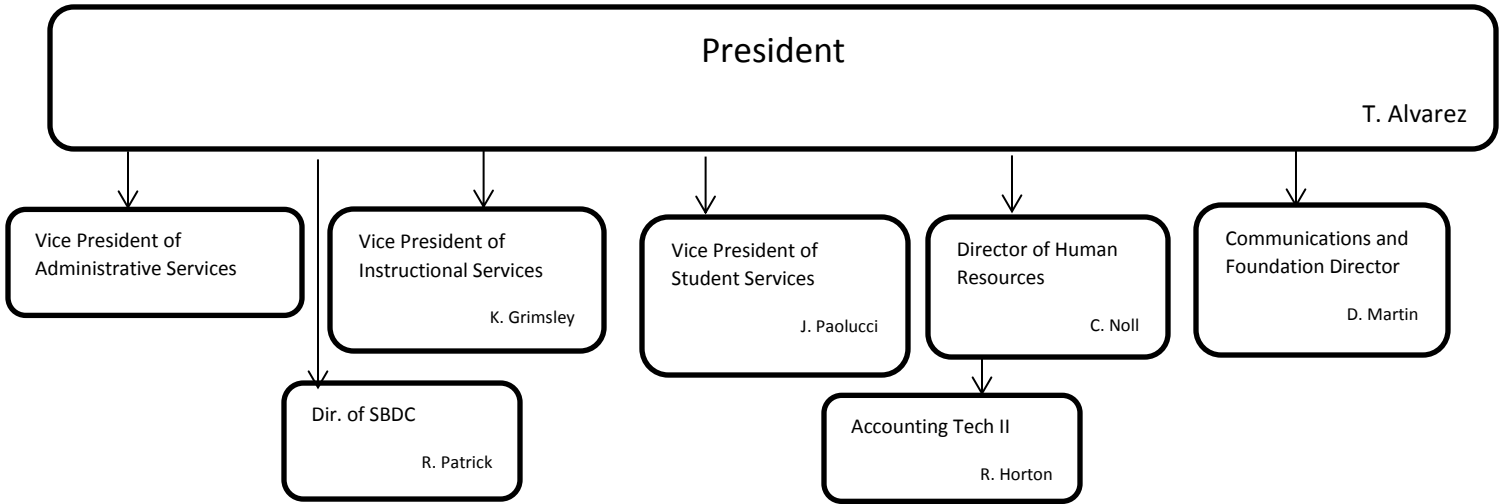 President
T. Alvarez
Vice President of
Administrative Services
Vice President of
Instructional Services
K. Grimsley
Vice President of
Student Services
J. Paolucci
Director of Human
Resources
C. Noll
Communications and
Foundation Director
D. Martin
Dir. of SBDC
R. Patrick
Accounting Tech II
R. Horton